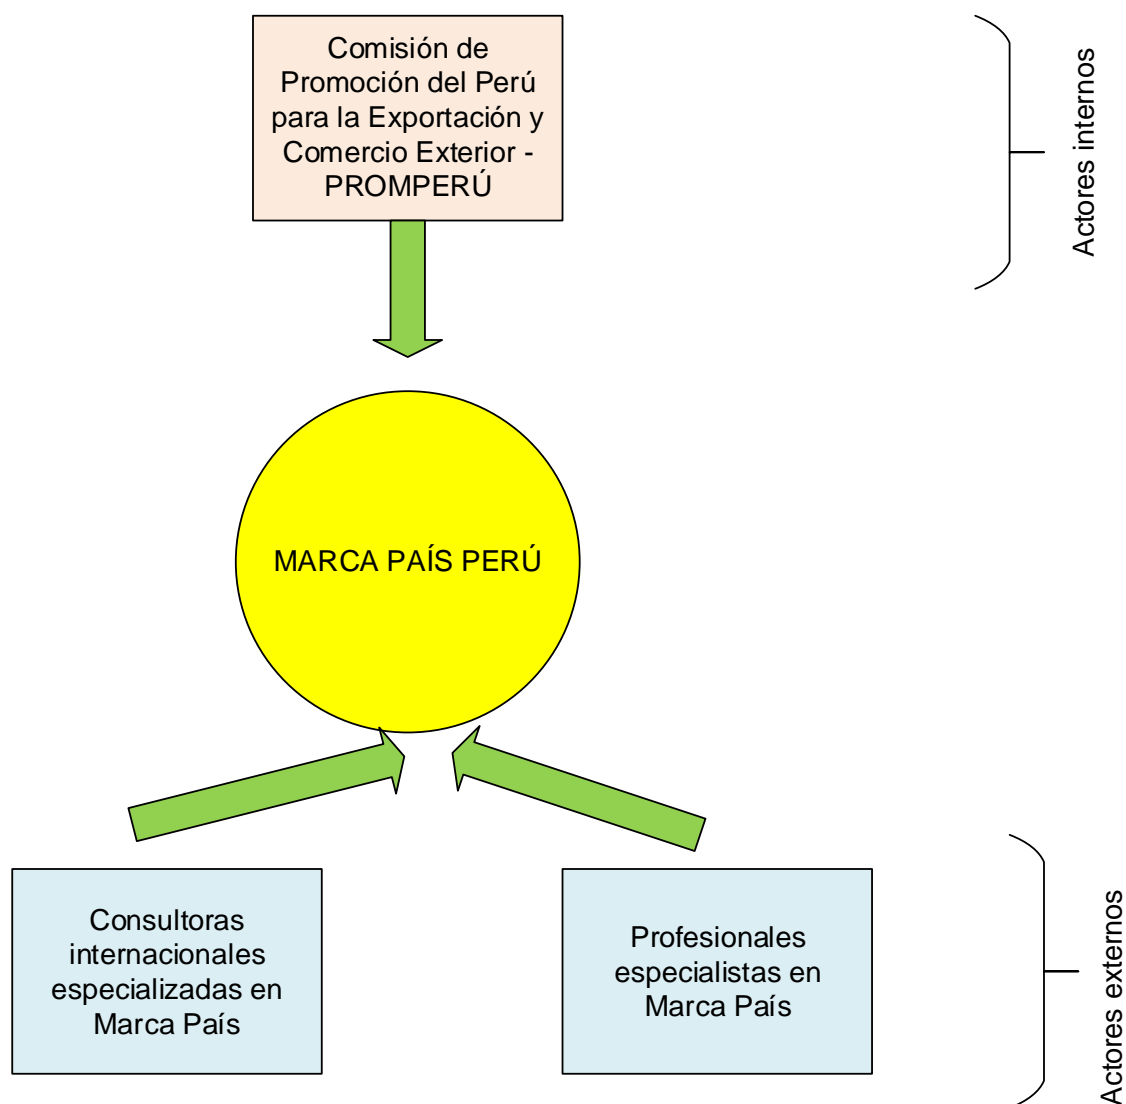 Comisión de
Promoción del Perú
para la Exportación y
Comercio Exterior -
PROMPERÚ
Actores internos
MARCA PAÍS PERÚ
Consultoras
internacionales
especializadas en
Marca País
Profesionales
especialistas en
Marca País
Actores externos